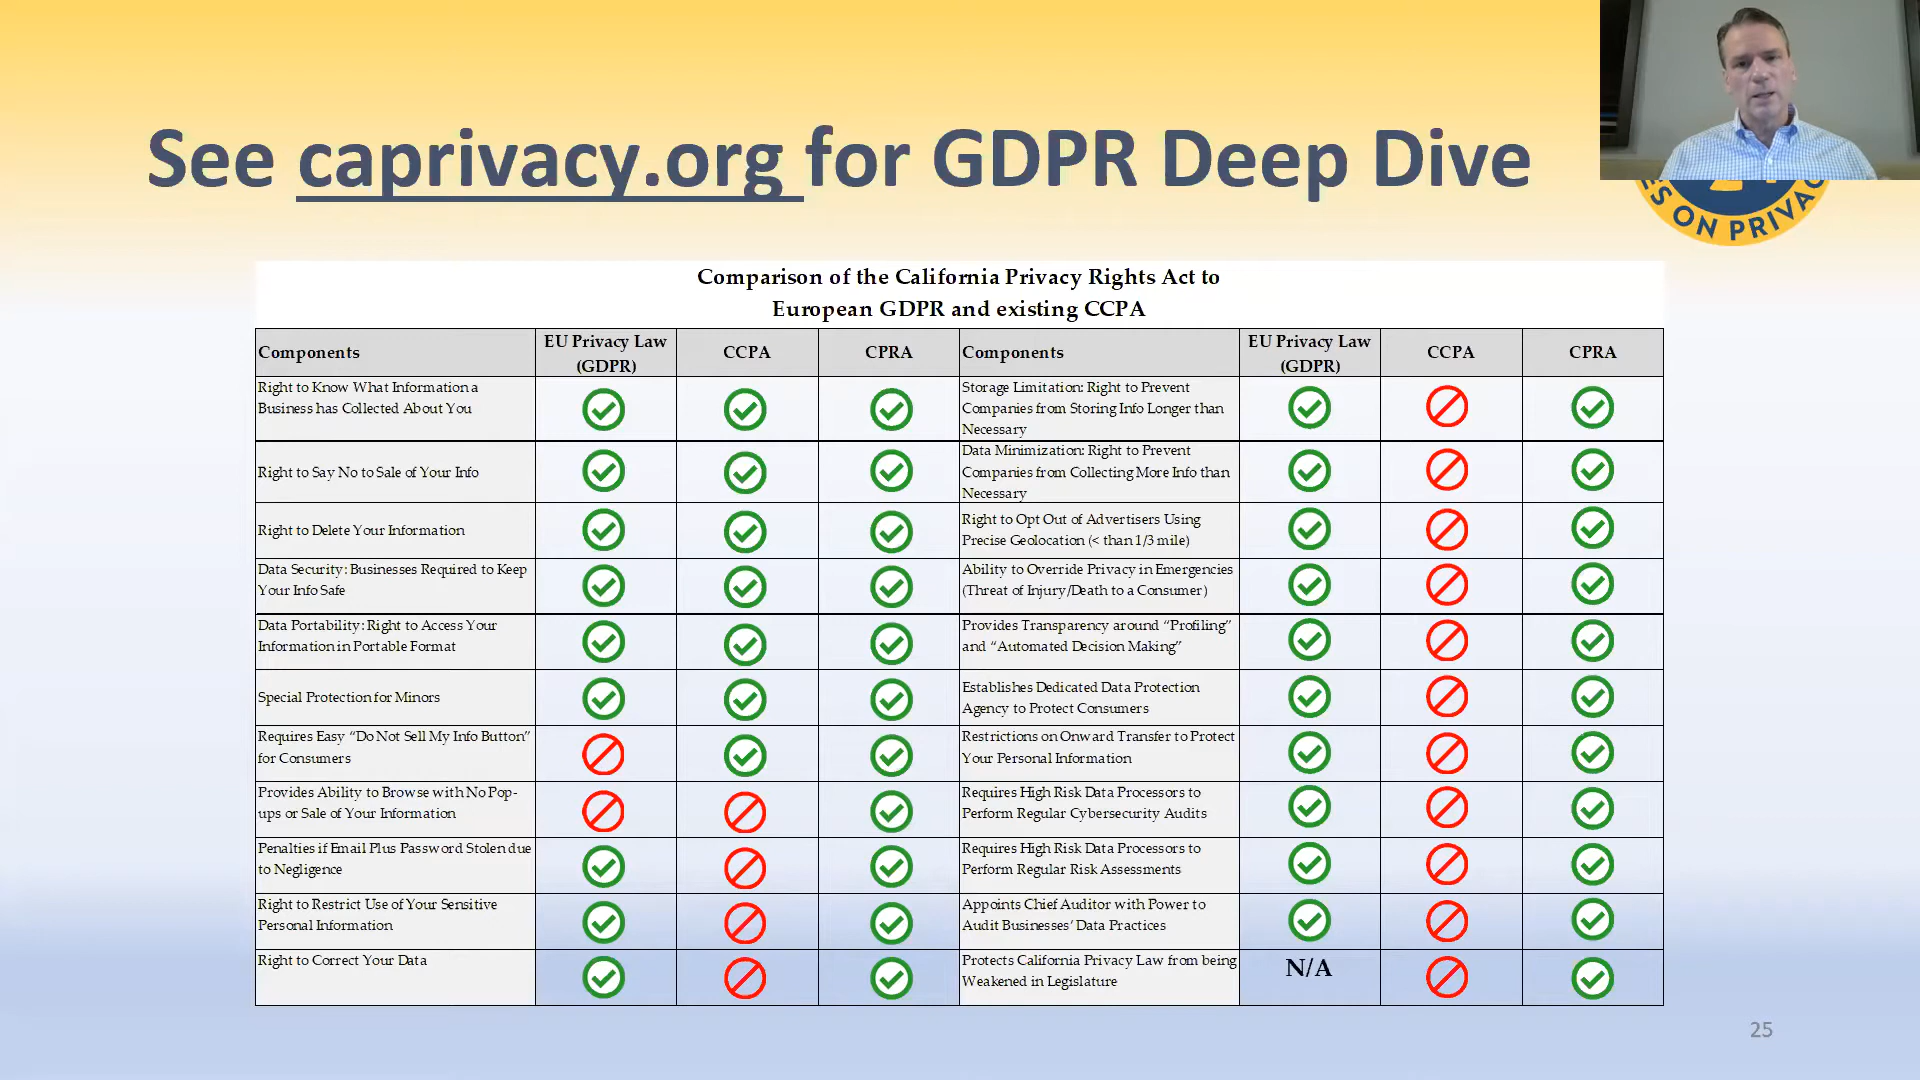 See caprivacy.org for GDPR Deep Dive
ES ON PRIVAC
Comparison of the California Privacy Rights Act to
European GDPR and existing CCPA
Components
EU Privacy Law
(GDPR)
CCPA
CPRA
Components
EU Privacy Law
(GDPR)
CCPA
CPRA
Right to Know What Information a
Business has Collected About You
Storage Limitation: Right to Prevent
Companies from Storing Info Longer than
Necessary
Right to Say No to Sale of Your Info
Data Minimization: Right to Prevent
Companies from Collecting More Info than
Necessary
Right to Delete Your Information
Right to Opt Out of Advertisers Using
Precise Geolocation (< than 1/3 mile)
Data Security: Businesses Required to Keep
Your Info Safe
Ability to Override Privacy in Emergencies
(Threat of Injury/Death to a Consumer)
Data Portability: Right to Access Your
Information in Portable Format
Provides Transparency around “Profiling”
and “Automated Decision Making”
Special Protection for Minors
Establishes Dedicated Data Protection
Agency to Protect Consumers
Requires Easy “Do Not Sell My Info Button”
for Consumers
Restrictions on Onward Transfer to Protect
Your Personal Information
Provides Ability to Browse with No Pop-
ups or Sale of Your Information
Requires High Risk Data Processors to
Perform Regular Cybersecurity Audits
Penalties if Email Plus Password Stolen due
to Negligence
Requires High Risk Data Processors to
Perform Regular Risk Assessments
Right to Restrict Use of Your Sensitive
Personal Information
Appoints Chief Auditor with Power to
Audit Businesses’ Data Practices
Right to Correct Your Data
Protects California Privacy Law from being
Weakened in Legislature
N/A
25